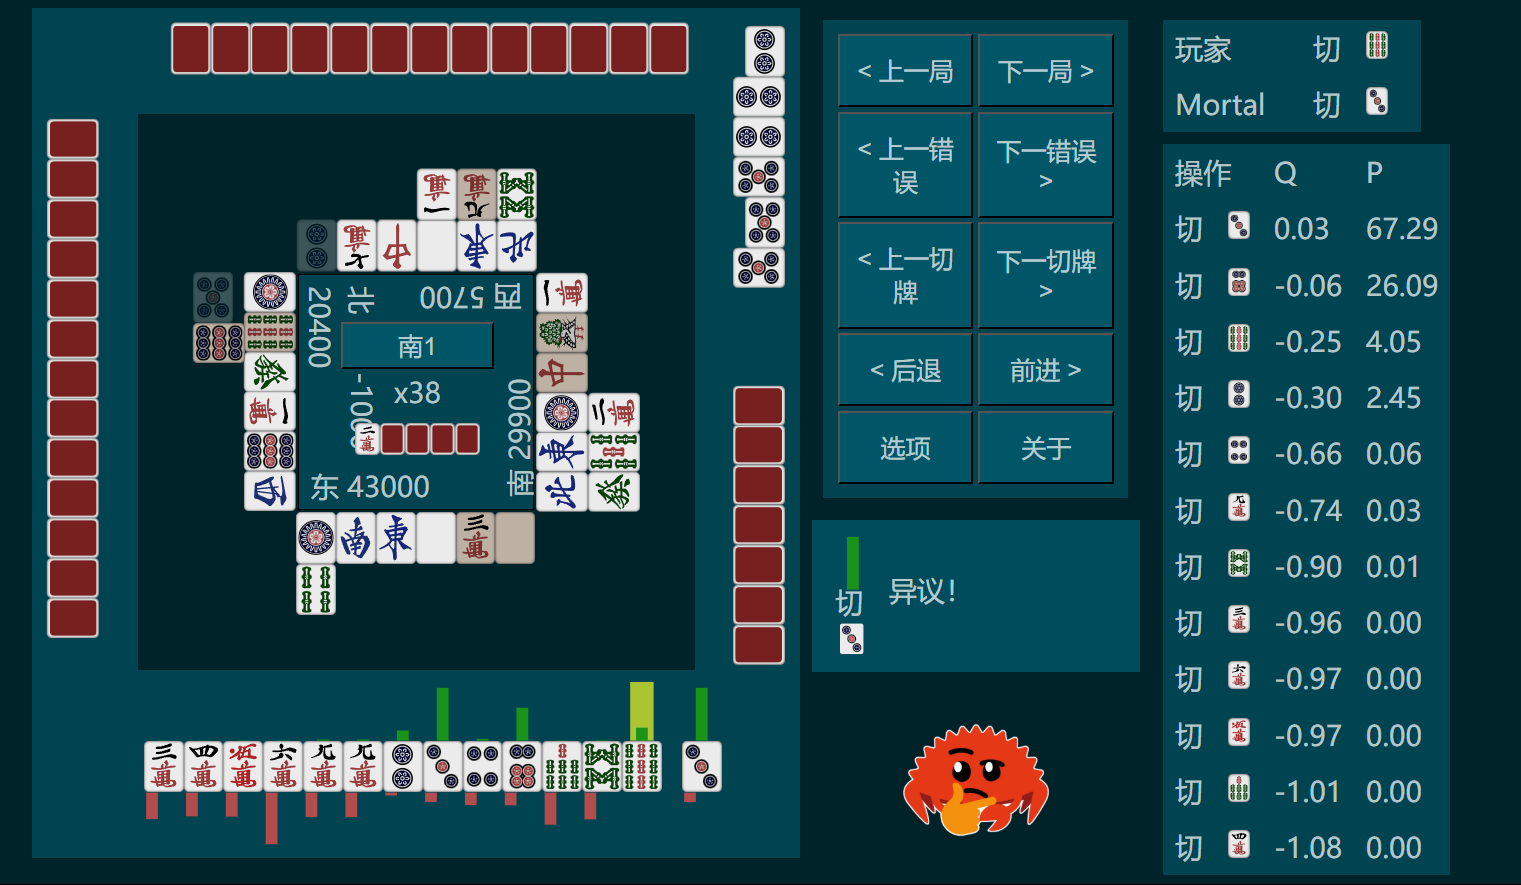 北
20400
西 5700
南1
x38
-100
南 29900
东 43000
< 上一局
下一局 >
< 上一错误
下一错误 >
< 上一切牌
下一切牌 >
< 后退
前进 >
选项
关于
切
异议！
玩家 切
Mortal 切
操作 Q P
切 0.03 67.29
切 -0.06 26.09
切 -0.25 4.05
切 -0.30 2.45
切 -0.66 0.06
切 -0.74 0.03
切 -0.90 0.01
切 -0.96 0.00
切 -0.97 0.00
切 -0.97 0.00
切 -1.01 0.00
切 -1.08 0.00